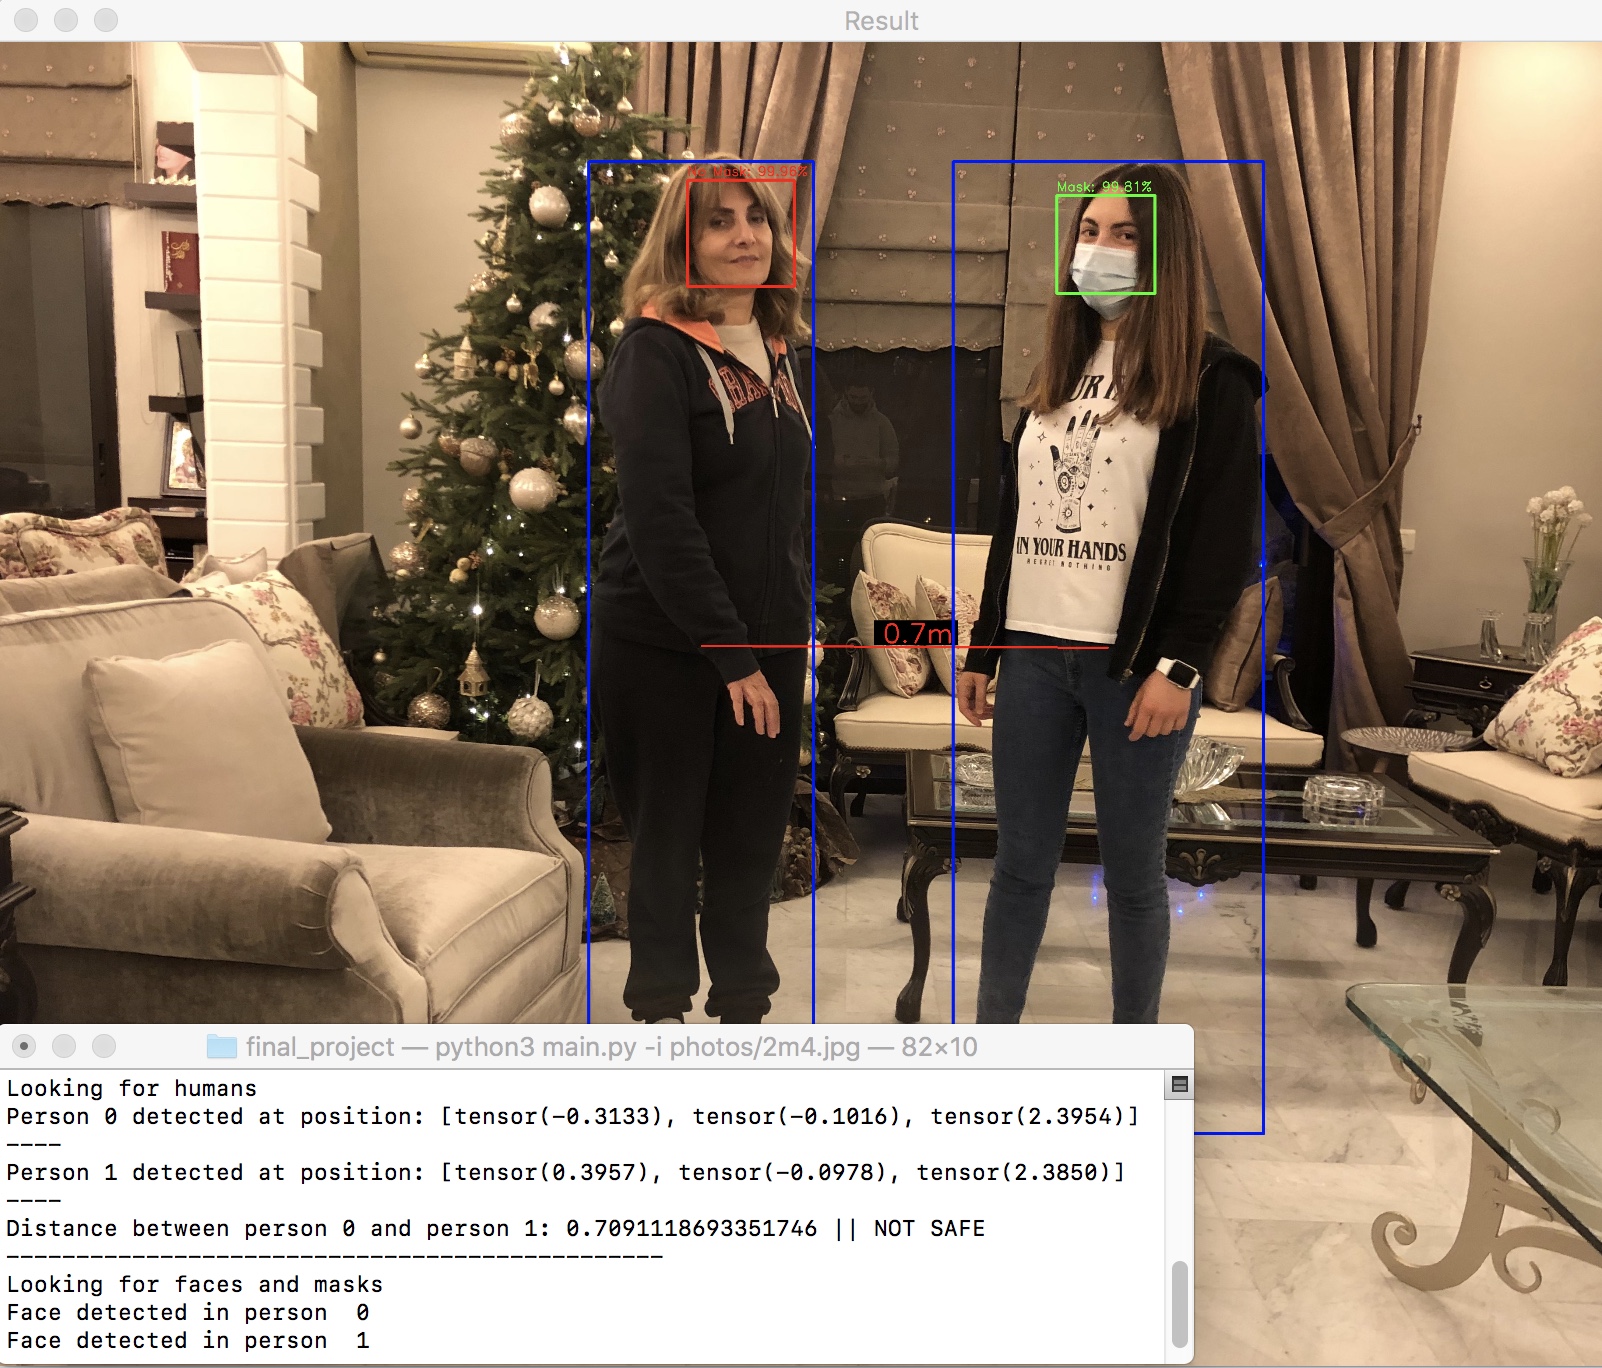 Result
No Mask: 99.96%
Mask: 99.81%
IN YOUR HANDS
REGRET NOTHING
0.7m
final_project — python3 main.py -i photos/2m4.jpg — 82×10
Looking for humans
Person 0 detected at position: [tensor(-0.3133), tensor(-0.1016), tensor(2.3954)]
----
Person 1 detected at position: [tensor(0.3957), tensor(-0.0978), tensor(2.3850)]
----
Distance between person 0 and person 1: 0.7091118693351746 || NOT SAFE
-----------------------------------------------
Looking for faces and masks
Face detected in person  0
Face detected in person  1